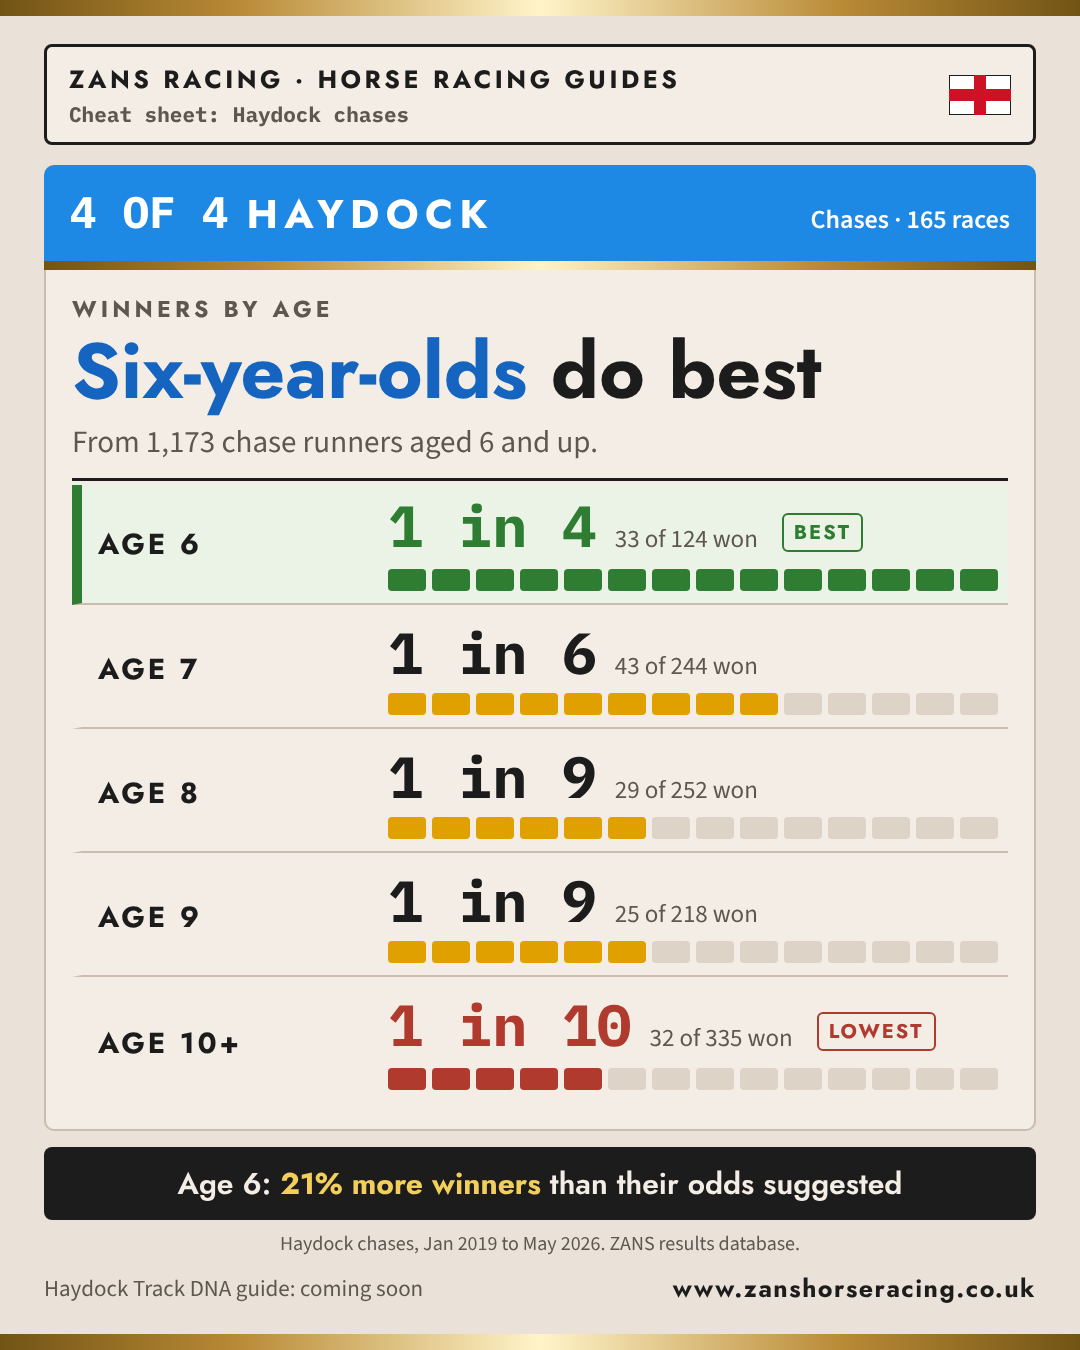 ZANS RACING · HORSE RACING GUIDES
Cheat sheet: Haydock chases
4 OF 4 HAYDOCK
Chases · 165 races
WINNERS BY AGE
Six-year-olds do best
From 1,173 chase runners aged 6 and up.
AGE 6
1 in 4 33 of 124 won BEST
AGE 7
1 in 6 43 of 244 won
AGE 8
1 in 9 29 of 252 won
AGE 9
1 in 9 25 of 218 won
AGE 10+
1 in 10 32 of 335 won LOWEST
Age 6: 21% more winners than their odds suggested
Haydock chases, Jan 2019 to May 2026. ZANS results database.
Haydock Track DNA guide: coming soon
www.zanshorseracing.co.uk